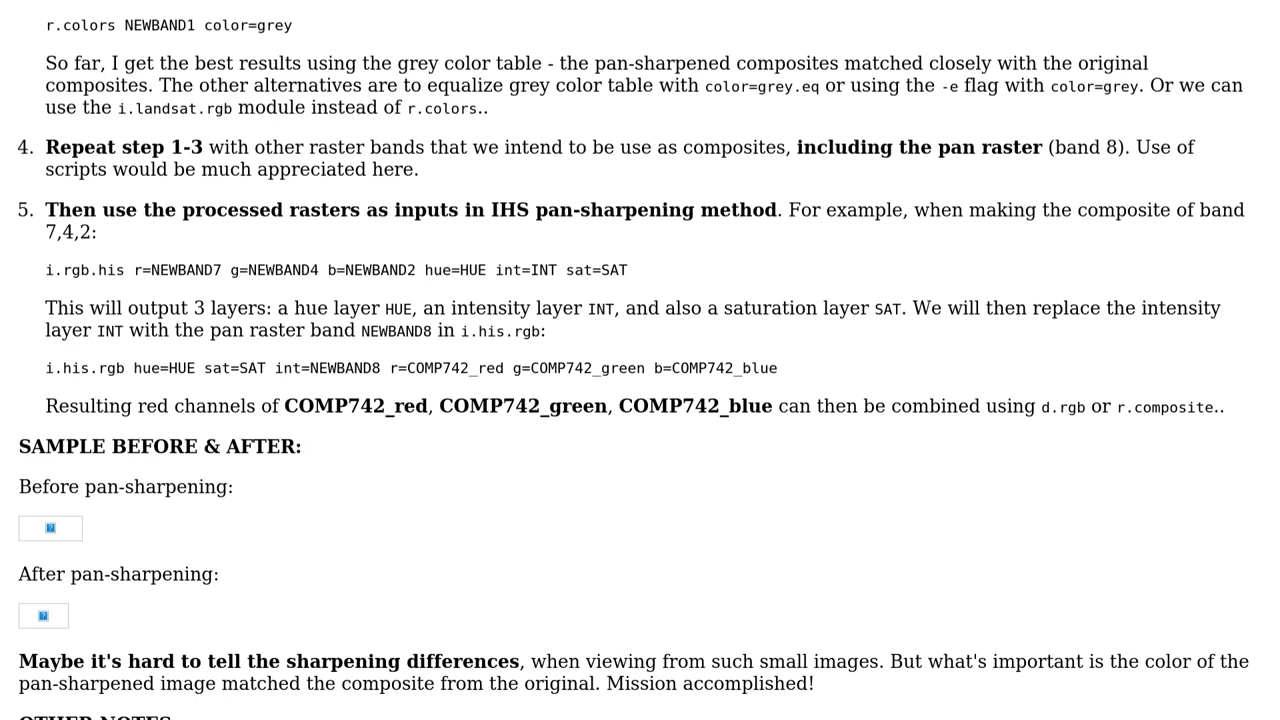 r.colors NEWBAND1 color=grey
So far, I get the best results using the grey color table - the pan-sharpened composites matched closely with the original
composites. The other alternatives are to equalize grey color table with color=grey.eq or using the -e flag with color=grey. Or we can
use the i.landsat.rgb module instead of r.colors..
4. Repeat step 1-3 with other raster bands that we intend to be use as composites, including the pan raster (band 8). Use of
scripts would be much appreciated here.
5. Then use the processed rasters as inputs in IHS pan-sharpening method. For example, when making the composite of band
7,4,2:
i.rgb.his r=NEWBAND7 g=NEWBAND4 b=NEWBAND2 hue=HUE int=INT sat=SAT
This will output 3 layers: a hue layer HUE, an intensity layer INT, and also a saturation layer SAT. We will then replace the intensity
layer INT with the pan raster band NEWBAND8 in i.his.rgb:
i.his.rgb hue=HUE sat=SAT int=NEWBAND8 r=COMP742_red g=COMP742_green b=COMP742_blue
Resulting red channels of COMP742_red, COMP742_green, COMP742_blue can then be combined using d.rgb or r.composite..
SAMPLE BEFORE & AFTER:
Before pan-sharpening:
After pan-sharpening:
Maybe it's hard to tell the sharpening differences, when viewing from such small images. But what's important is the color of the
pan-sharpened image matched the composite from the original. Mission accomplished!
OTHER NOTES